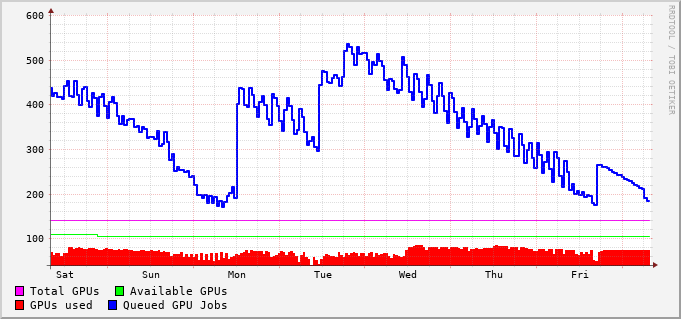 600
500
400
300
200
100
Sat Sun Mon Tue Wed Thu Fri
Total GPUs Available GPUs
GPUs used Queued GPU Jobs
RRDTOOL / TOBI OETIKER